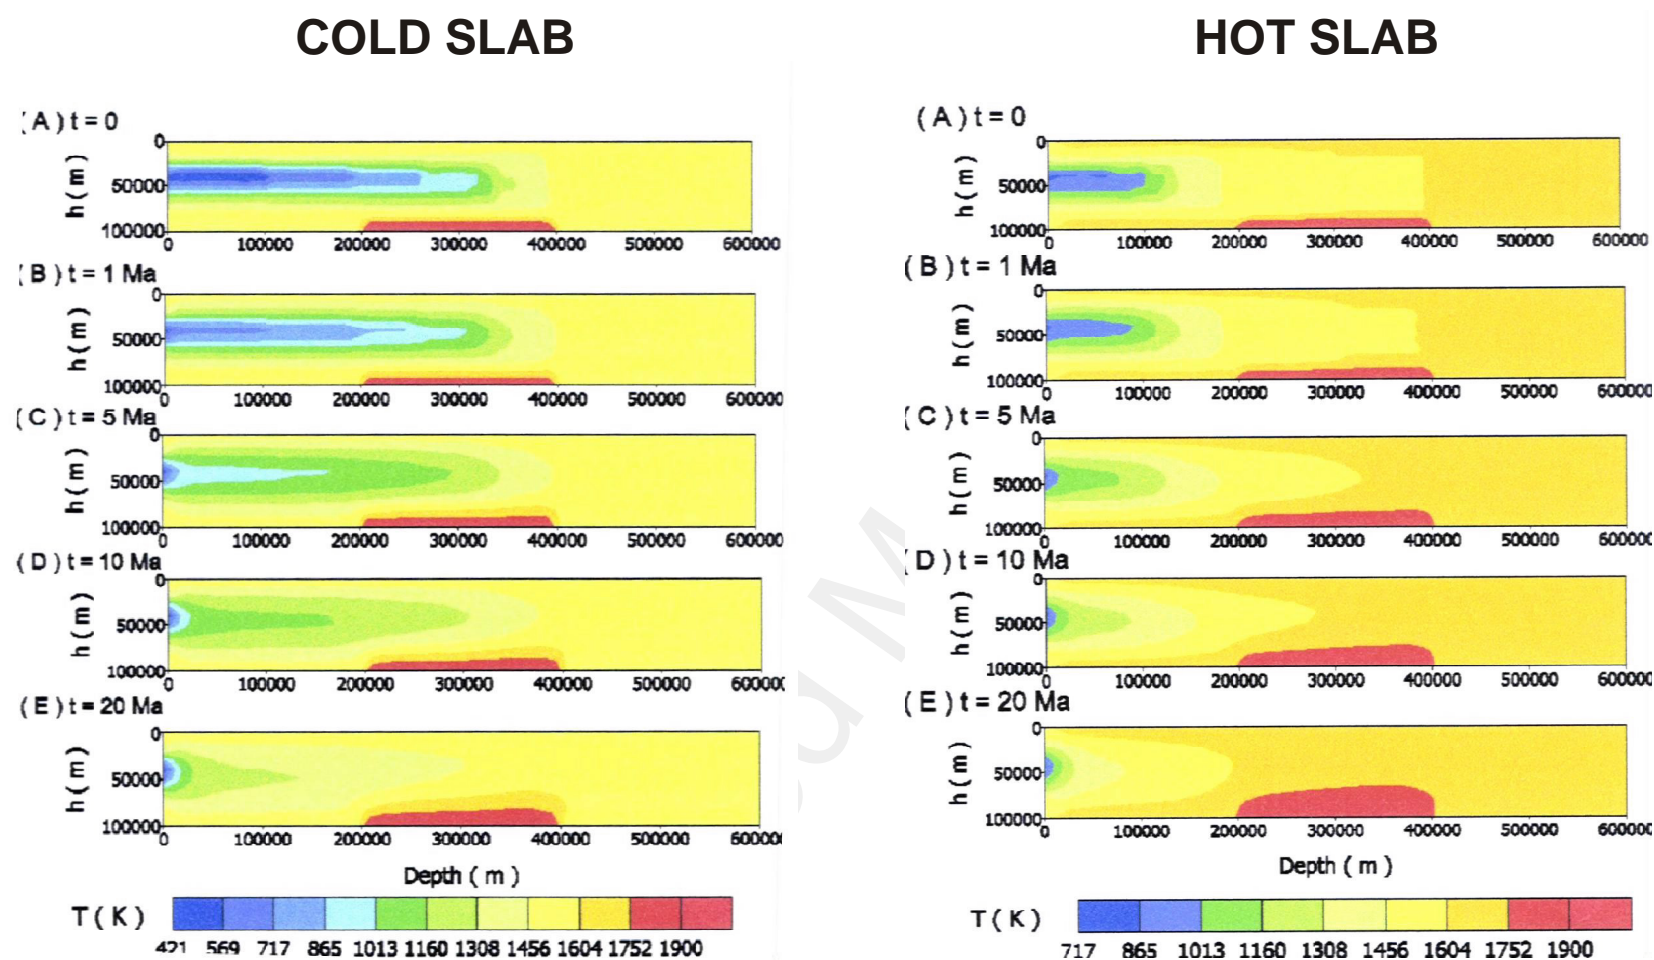 COLD SLAB
HOT SLAB
(A) t = 0
0
50000
100000
h (m)
0 100000 200000 300000 400000 500000 600000
(B) t = 1 Ma
0
50000
100000
h (m)
0 100000 200000 300000 400000 500000 600000
(C) t = 5 Ma
0
50000
100000
h (m)
0 100000 200000 300000 400000 500000 600000
(D) t = 10 Ma
0
50000
100000
h (m)
0 100000 200000 300000 400000 500000 600000
(E) t = 20 Ma
0
50000
100000
h (m)
0 100000 200000 300000 400000 500000 600000
Depth ( m )
T ( K )
421 569 717 865 1013 1160 1308 1456 1604 1752 1900
(A) t = 0
0
50000
100000
h (m)
0 100000 200000 300000 400000 500000 600000
(B) t = 1 Ma
0
50000
100000
h (m)
0 100000 200000 300000 400000 500000 600000
(C) t = 5 Ma
0
50000
100000
h (m)
0 100000 200000 300000 400000 500000 600000
(D) t = 10 Ma
0
50000
100000
h (m)
0 100000 200000 300000 400000 500000 600000
(E) t = 20 Ma
0
50000
100000
h (m)
0 100000 200000 300000 400000 500000 600000
Depth ( m )
T ( K )
717 865 1013 1160 1308 1456 1604 1752 1900